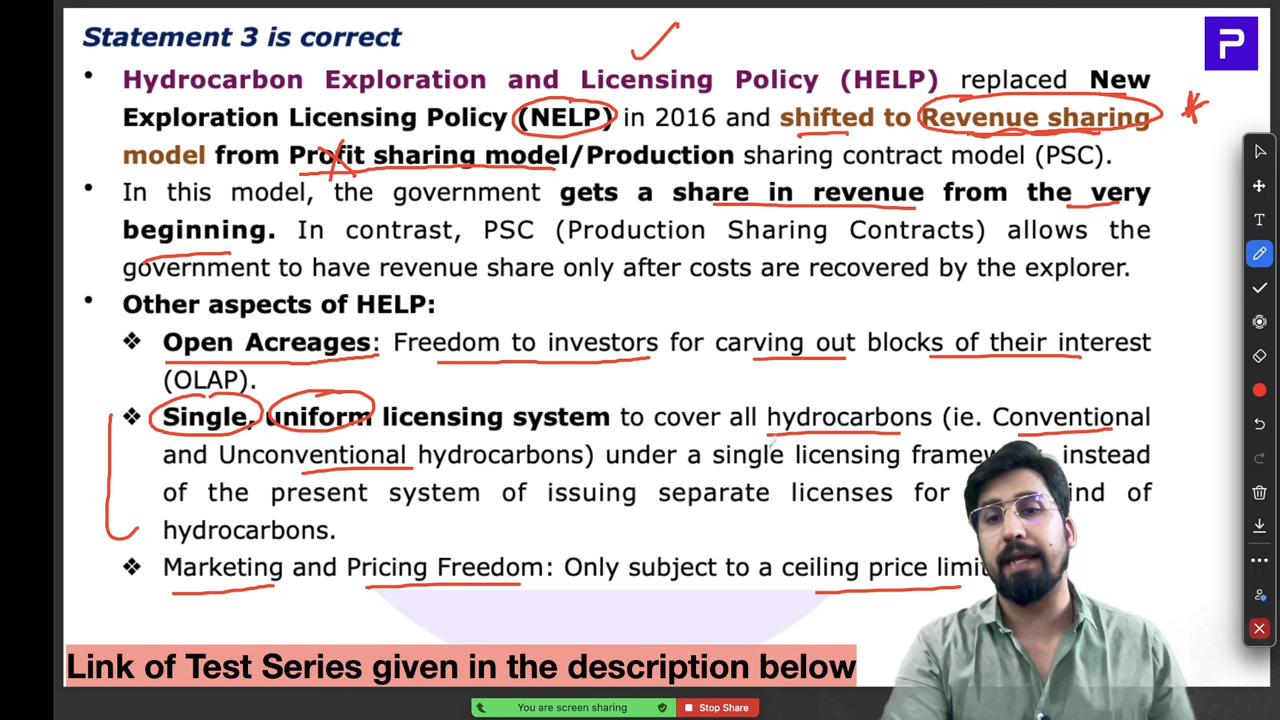 Statement 3 is correct
P
• Hydrocarbon Exploration and Licensing Policy (HELP) replaced New
Exploration Licensing Policy (NELP) in 2016 and shifted to Revenue sharing
model from Profit sharing model/Production sharing contract model (PSC).
• In this model, the government gets a share in revenue from the very
beginning. In contrast, PSC (Production Sharing Contracts) allows the
government to have revenue share only after costs are recovered by the explorer.
• Other aspects of HELP:
❖ Open Acreages: Freedom to investors for carving out blocks of their interest
(OLAP).
❖ Single, uniform licensing system to cover all hydrocarbons (ie. Conventional
and Unconventional hydrocarbons) under a single licensing instead
of the present system of issuing separate licenses for of
hydrocarbons.
❖ Marketing and Pricing Freedom: Only subject to a ceiling price limit
Link of Test Series given in the description below
You are screen sharing
Stop Share